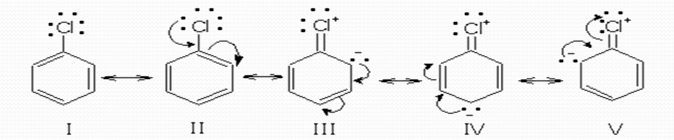 Cl Cl Cl+ Cl+ Cl+
- - -
I II III IV V